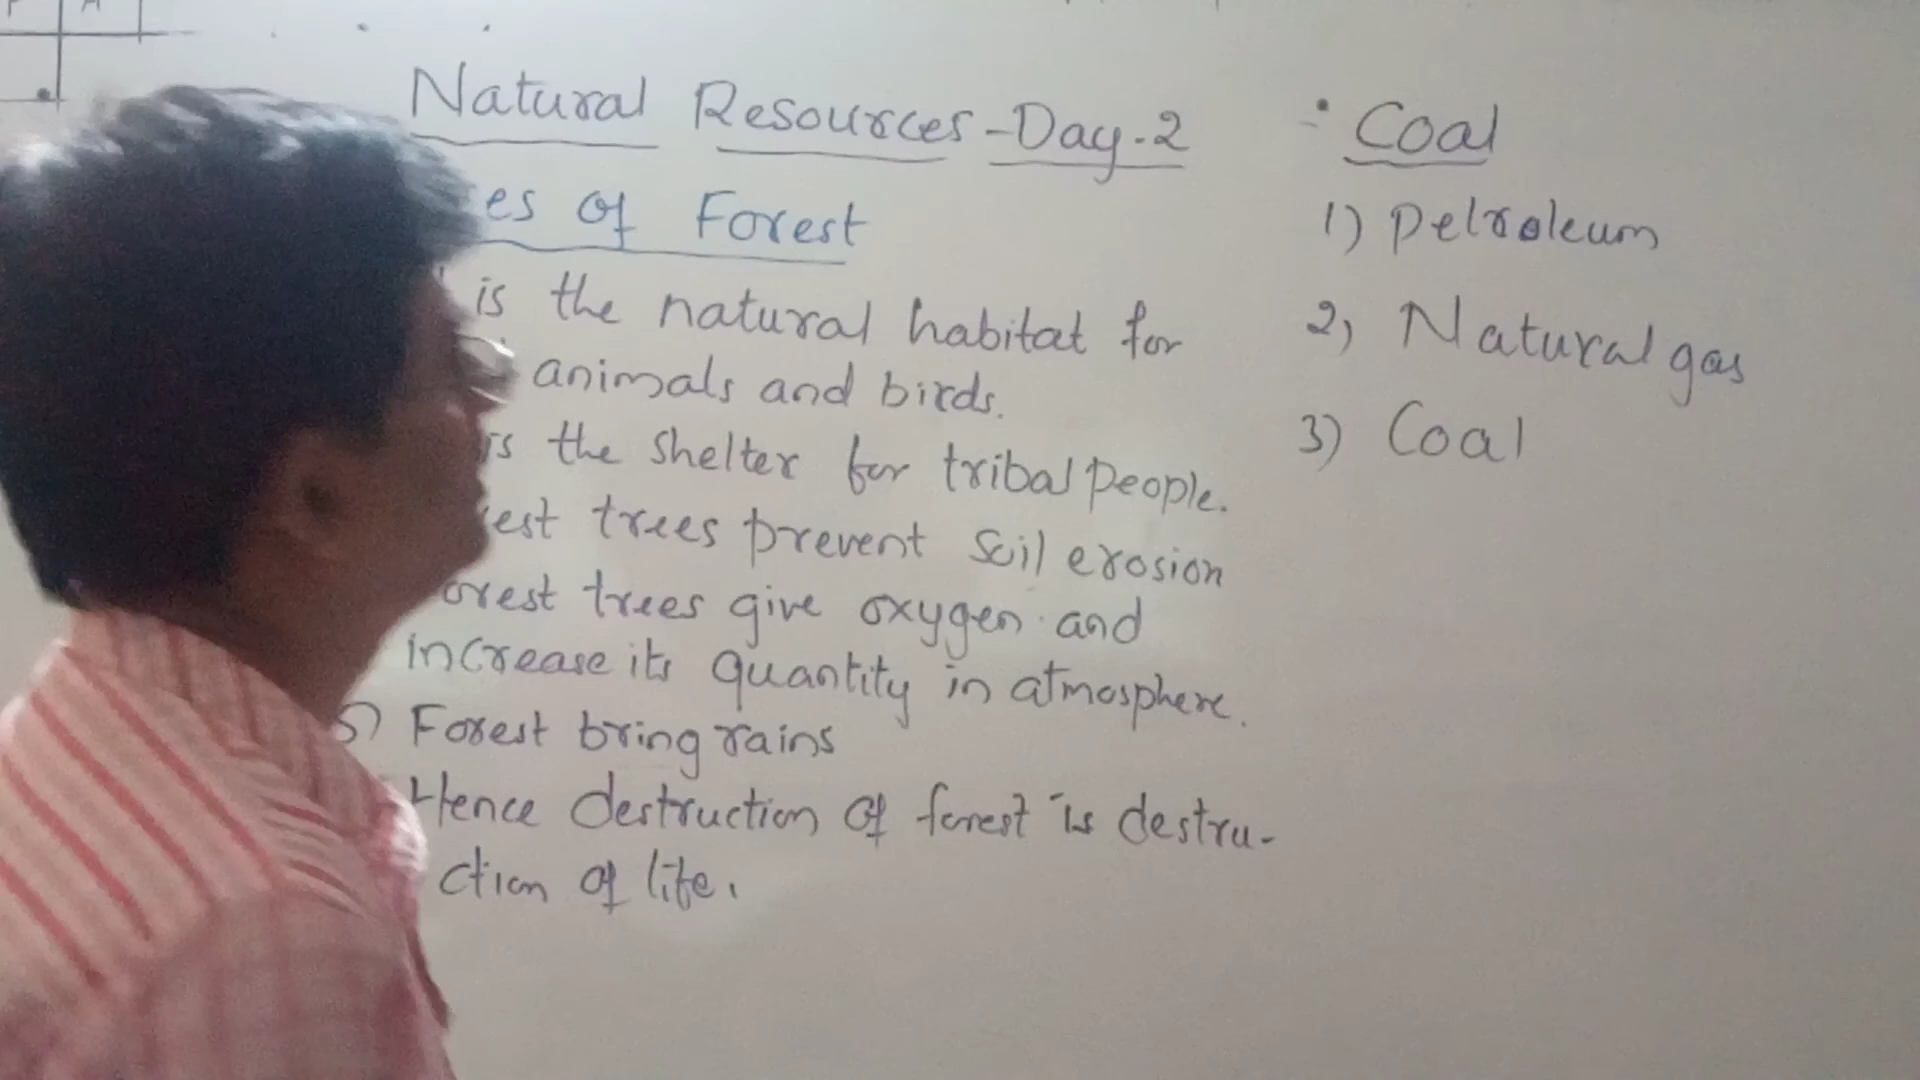 Natural Resources - Day.2
es of Forest
is the natural habitat for
animals and birds.
is the shelter for tribal people.
est trees prevent soil erosion
orest trees give oxygen and
increase its quantity in atmosphere.
5) Forest bring rains
Hence destruction of forest is destru-
ction of life.
Coal
1) Petroleum
2) Natural gas
3) Coal